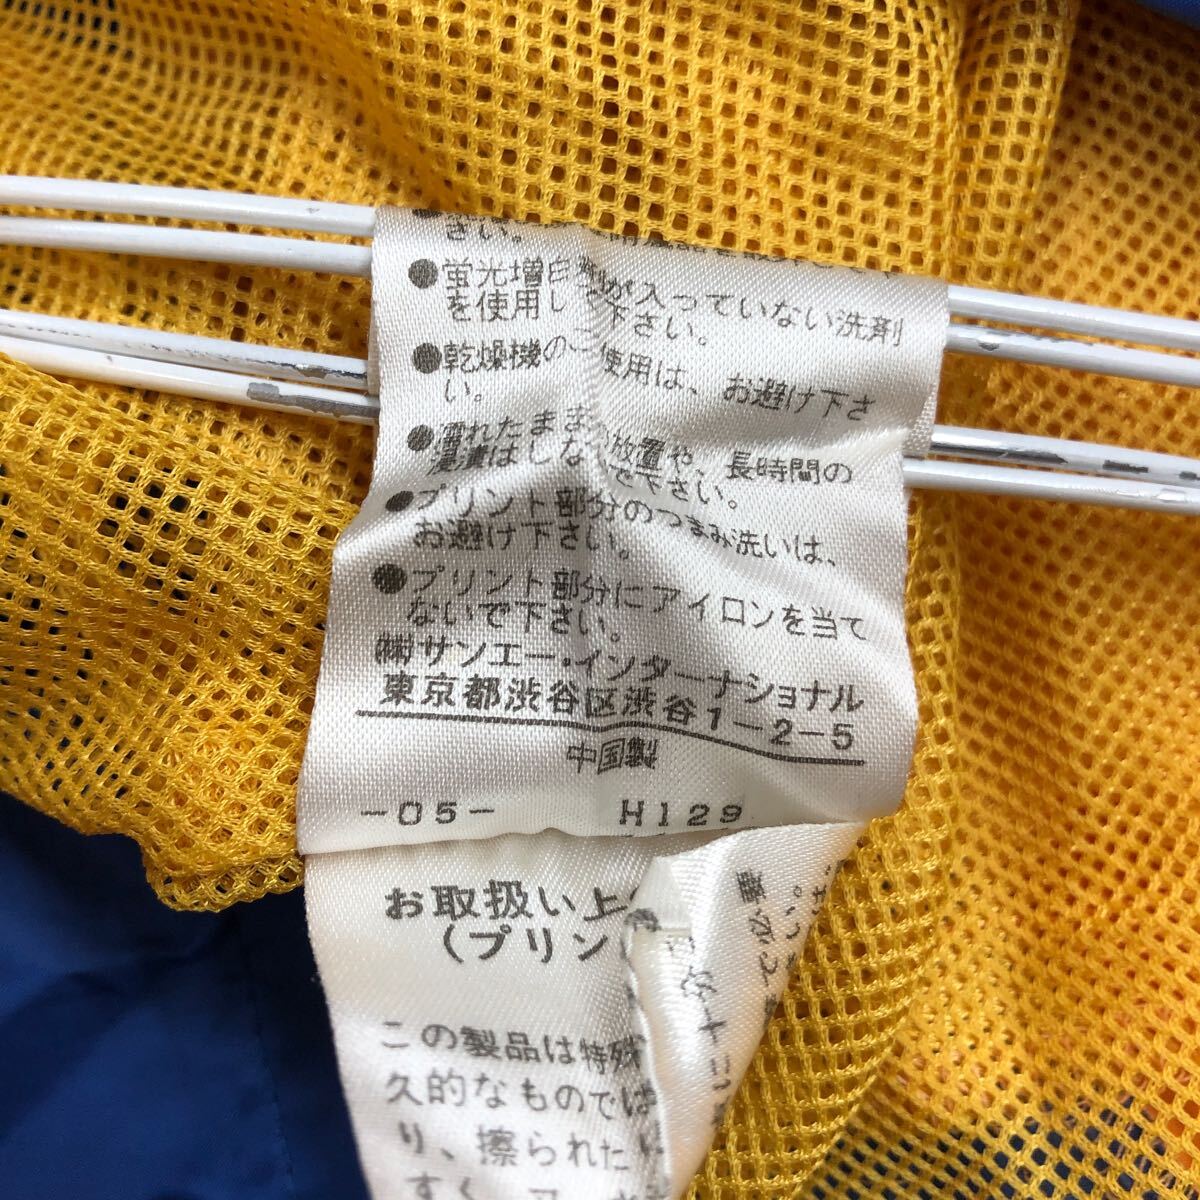 さい。
●蛍光増白剤が入っていない洗剤
を使用して下さい。
●乾燥機のご使用は、お避け下さ
い。
●濡れたままの放置や、長時間の
浸漬はしないで下さい。
●プリント部分のつまみ洗いは、
お避け下さい。
●プリント部分にアイロンを当て
ないで下さい。
㈱サンエー・インターナショナル
東京都渋谷区渋谷1-2-5
中国製
-05- H129
お取扱い上
(プリン
この製品は特殊
久的なものでは
り、擦られた
すく